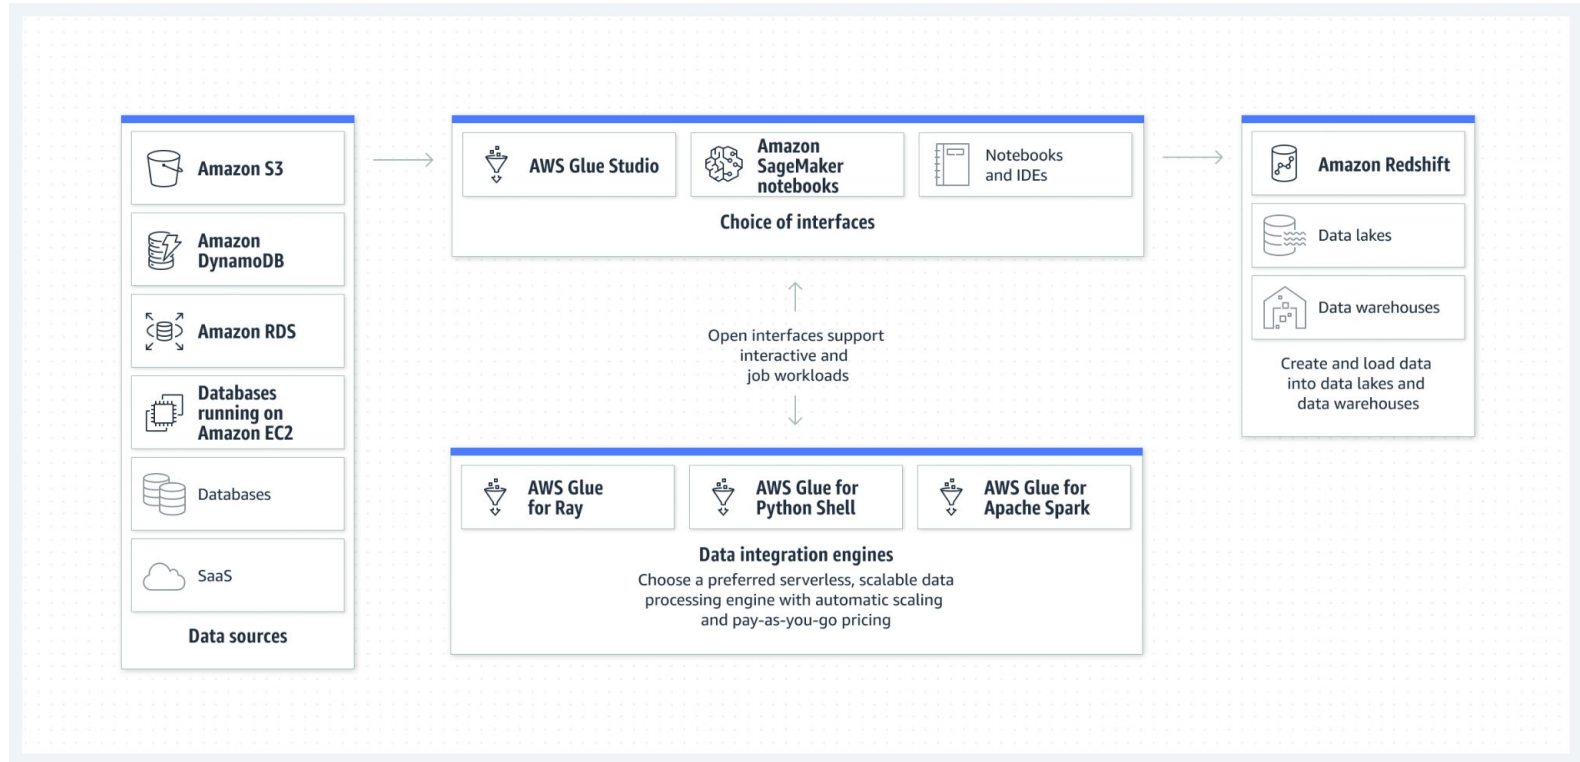 Amazon S3
Amazon
DynamoDB
Amazon RDS
Databases
running on
Amazon EC2
Databases
SaaS
Data sources
AWS Glue Studio
Amazon
SageMaker
notebooks
Notebooks
and IDEs
Choice of interfaces
Open interfaces support
interactive and
job workloads
AWS Glue
for Ray
AWS Glue for
Python Shell
AWS Glue for
Apache Spark
Data integration engines
Choose a preferred serverless, scalable data
processing engine with automatic scaling
and pay-as-you-go pricing
Amazon Redshift
Data lakes
Data warehouses
Create and load data
into data lakes and
data warehouses